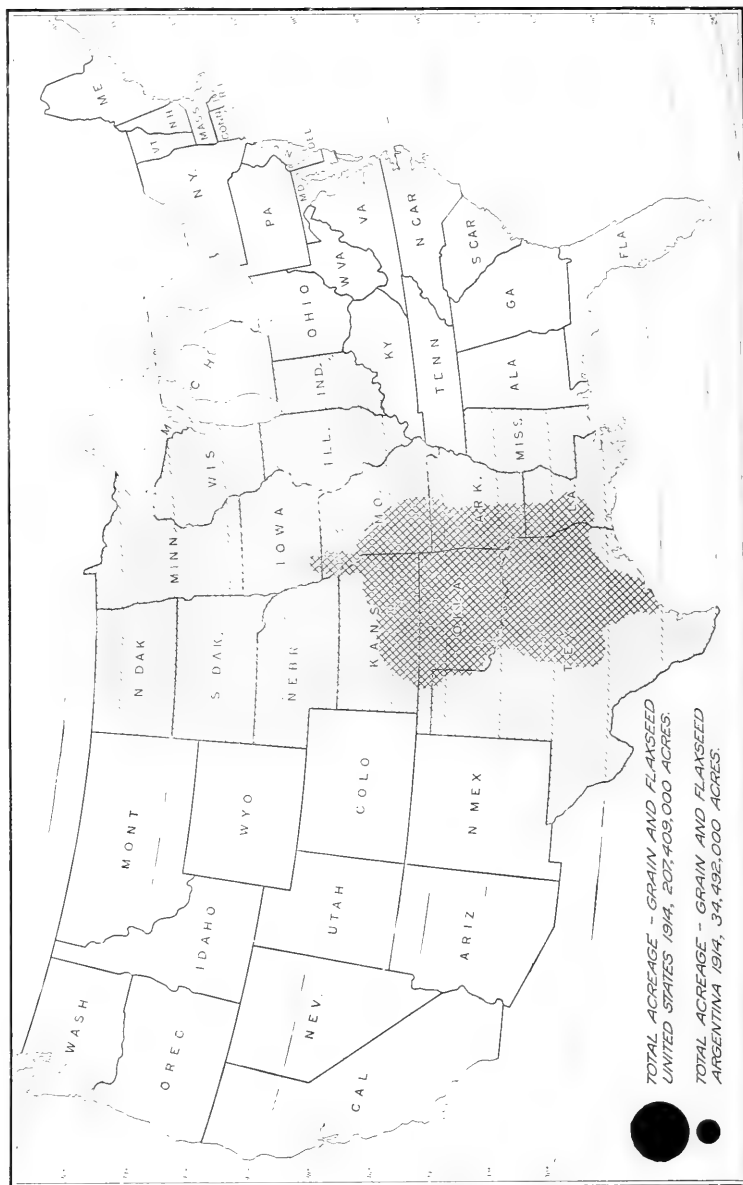 WASH
OREG
CAL
NEV.
IDAHO
MONT
WYO
UTAH
ARIZ
COLO
N MEX
N DAK
S DAK.
NEBR
KANS
TEX
MINN
IOWA
MO.
ARK.
LA
WIS
ILL.
IND.
OHIO
KY
TENN
MISS
ALA
GA
FLA
S CAR
N CAR
VA
W VA
MD.
DEL
PA
N.Y.
VT
NH
MASS
CONN
ME
TOTAL ACREAGE - GRAIN AND FLAXSEED
UNITED STATES 1914, 207,409,000 ACRES.
TOTAL ACREAGE - GRAIN AND FLAXSEED
ARGENTINA 1914, 34,492,000 ACRES.